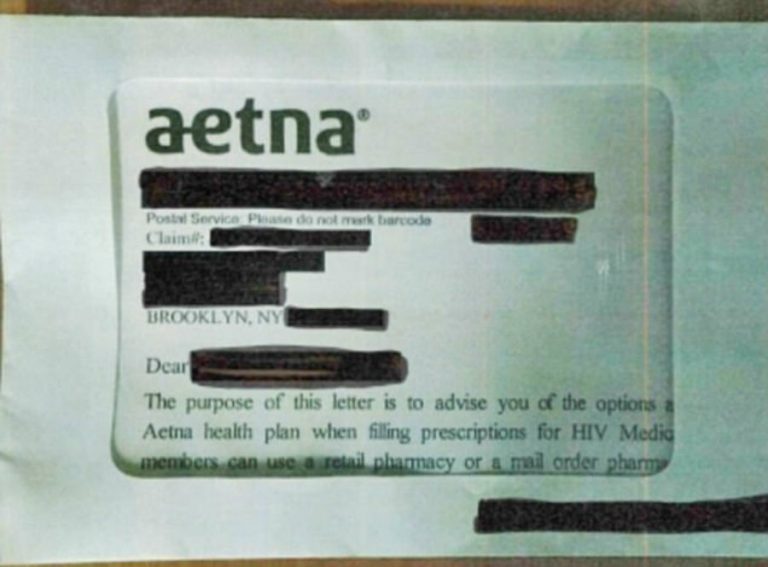 aetna®
Postal Service: Please do not mark barcode
Claim#:
BROOKLYN, NY
Dear
The purpose of this letter is to advise you of the options
Aetna health plan when filling prescriptions for HIV Medic
members can use a retail pharmacy or a mail order pharma